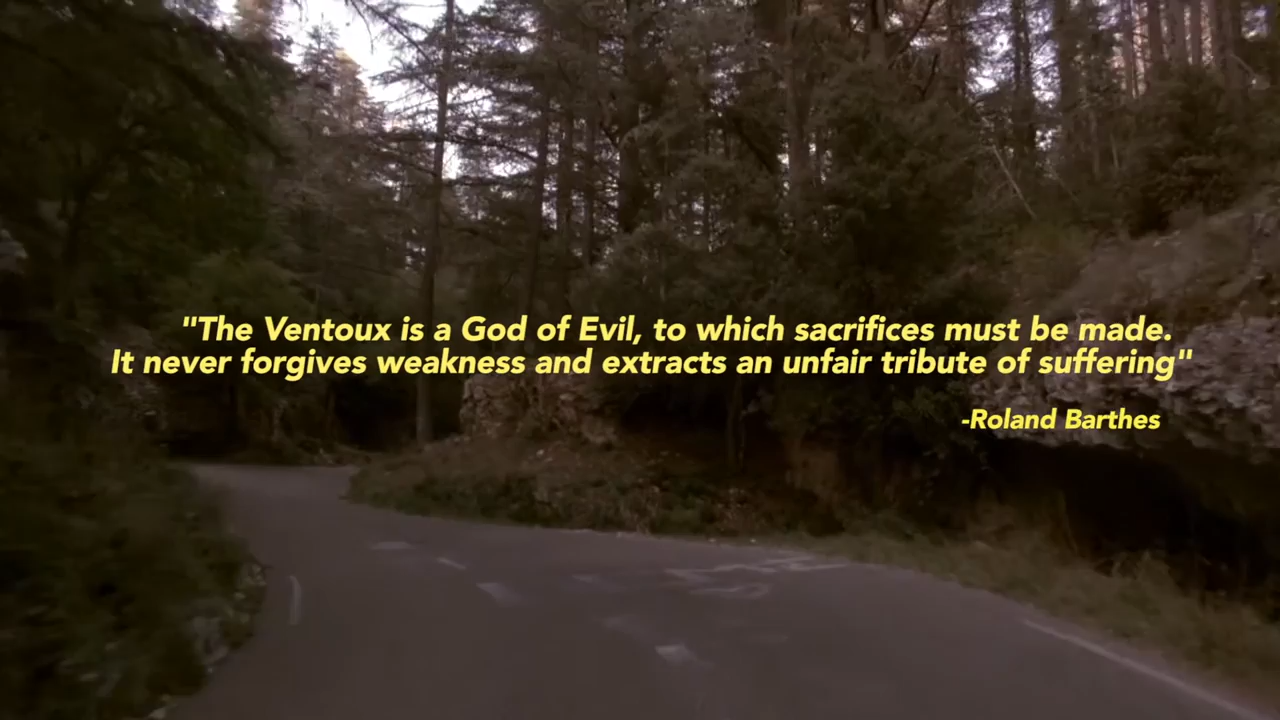 "The Ventoux is a God of Evil, to which sacrifices must be made.
It never forgives weakness and extracts an unfair tribute of suffering"
-Roland Barthes